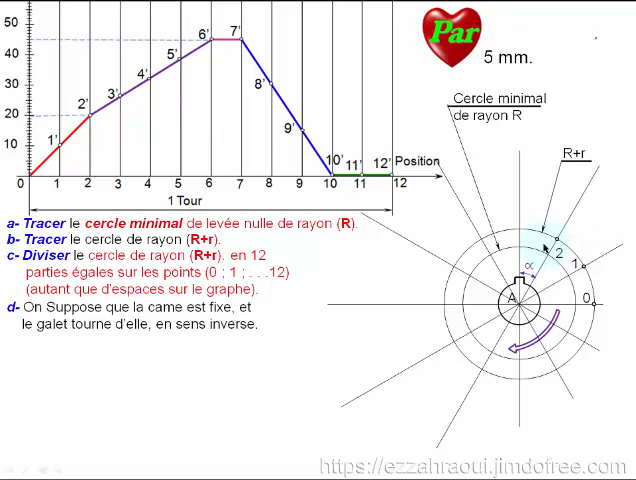 50
40
30
20
10
0
1'
2'
3'
4'
5'
6'
7'
8'
9'
10'
11'
12'
Position
0 1 2 3 4 5 6 7 8 9 10 11 12
1 Tour
Par
5 mm.
Cercle minimal
de rayon R
R+r
a- Tracer le cercle minimal de levée nulle de rayon (R).
b- Tracer le cercle de rayon (R+r).
c- Diviser le cercle de rayon (R+r). en 12
parties égales sur les points (0 ; 1 ; . . .12)
(autant que d'espaces sur le graphe).
d- On Suppose que la came est fixe, et
le galet tourne d'elle, en sens inverse.
2
1
0
α
A
https://ezzahraoui.jimdofree.com